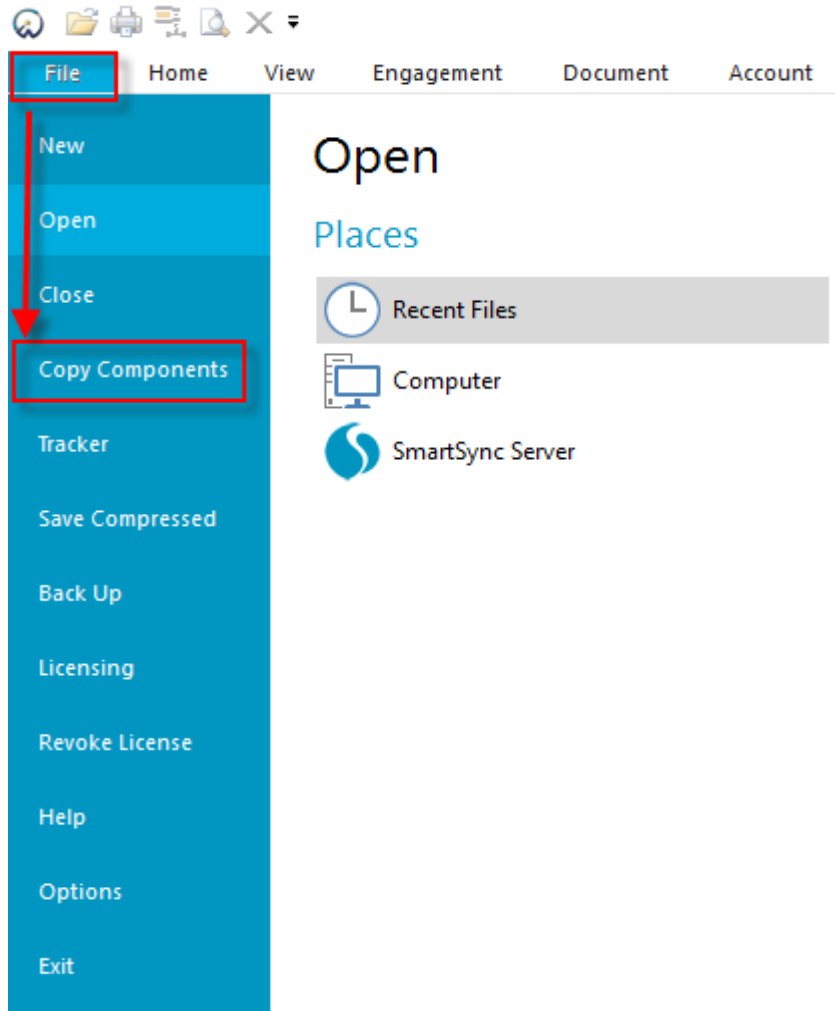 File Home View Engagement Document Account
New
Open
Close
Copy Components
Tracker
Save Compressed
Back Up
Licensing
Revoke License
Help
Options
Exit
Open
Places
Recent Files
Computer
SmartSync Server